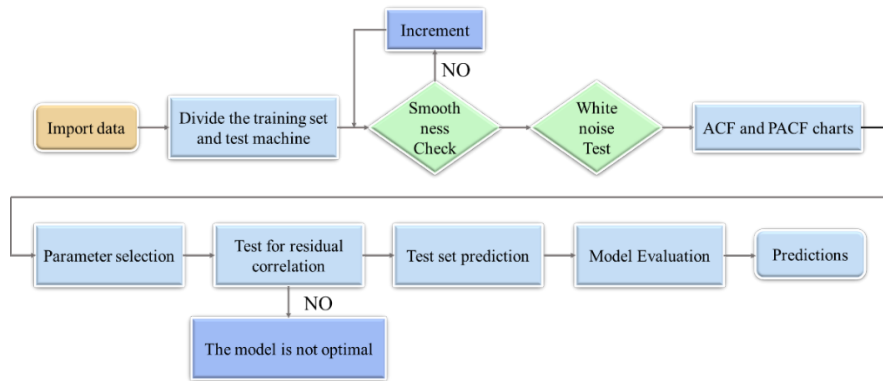 Increment
NO
Import data
Divide the training set
and test machine
Smooth
ness
Check
White
noise
Test
ACF and PACF charts
Parameter selection
Test for residual
correlation
Test set prediction
Model Evaluation
Predictions
NO
The model is not optimal